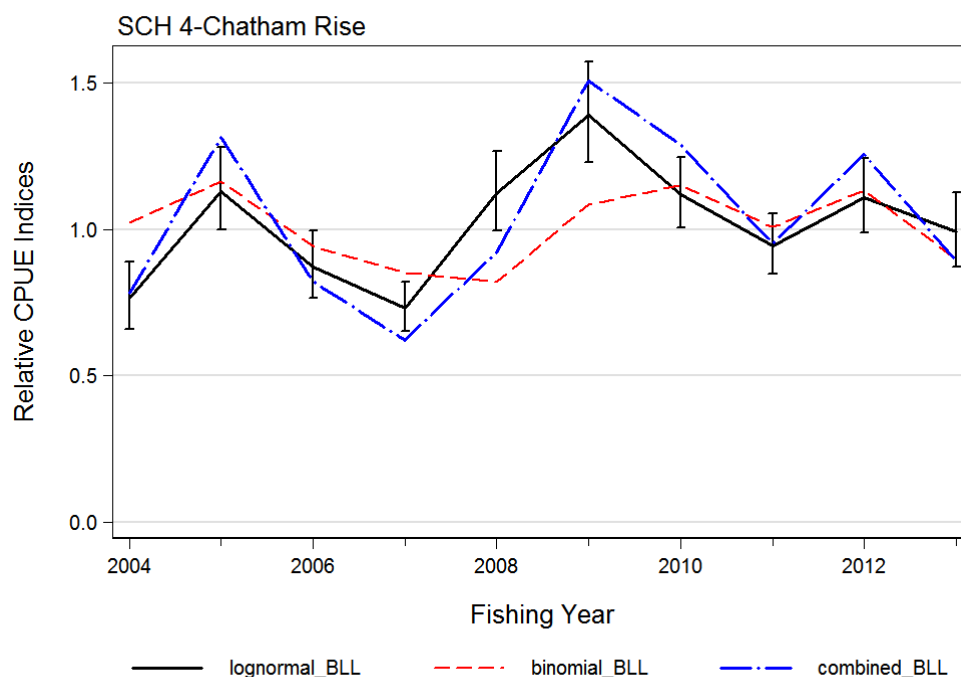 SCH 4-Chatham Rise
Relative CPUE Indices
1.5
1.0
0.5
0.0
2004 2006 2008 2010 2012
Fishing Year
lognormal_BLL binomial_BLL combined_BLL